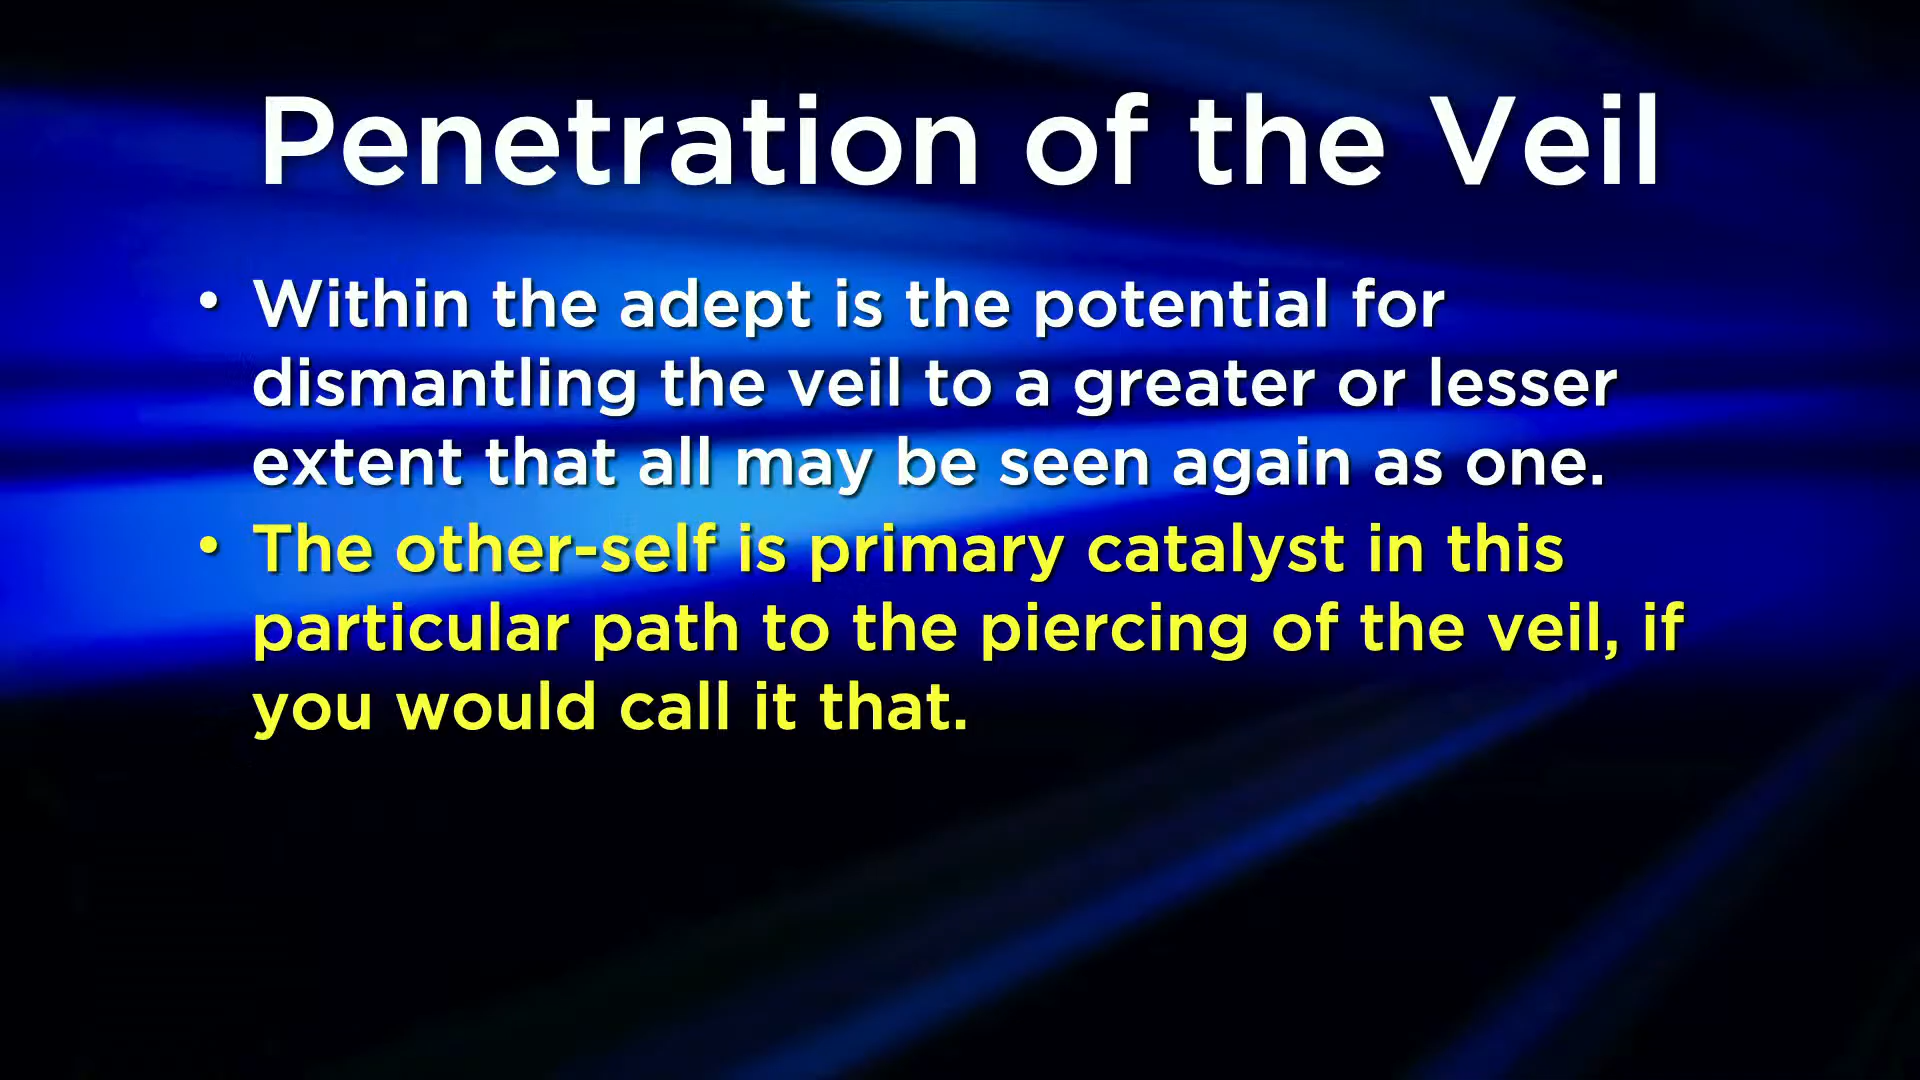 Penetration of the Veil
• Within the adept is the potential for
dismantling the veil to a greater or lesser
extent that all may be seen again as one.
• The other-self is primary catalyst in this
particular path to the piercing of the veil, if
you would call it that.